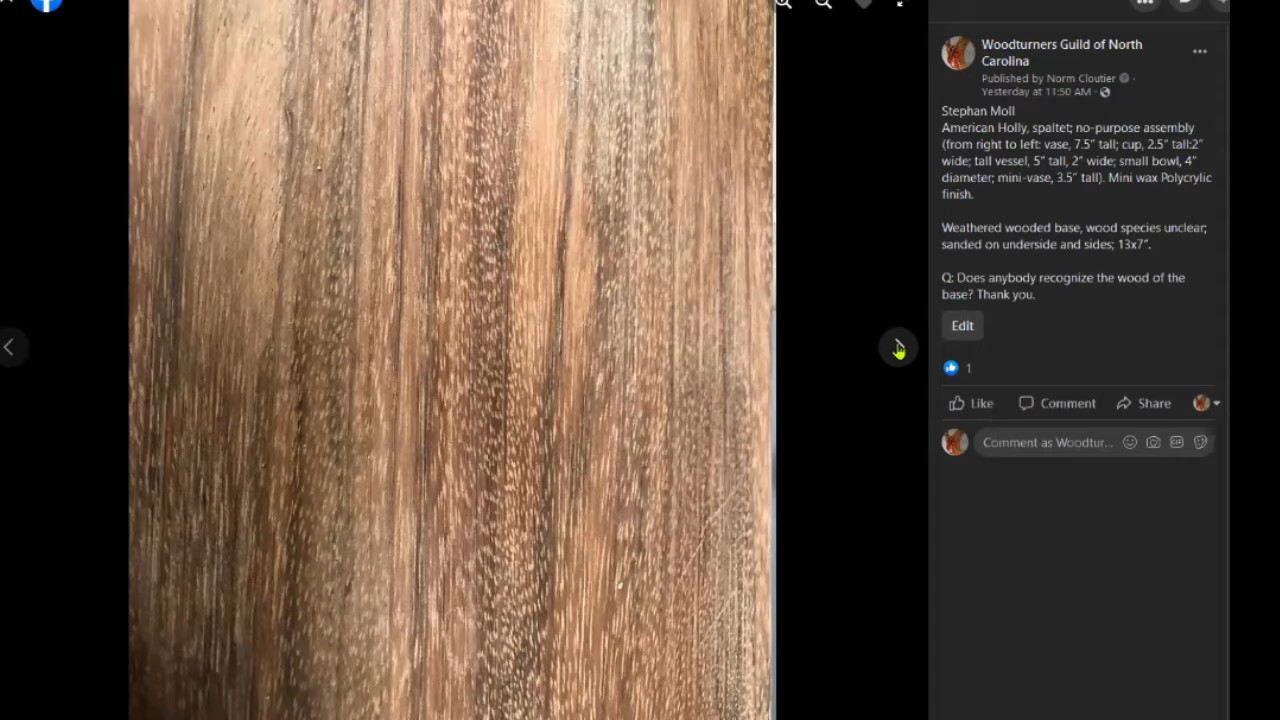 Woodturners Guild of North
Carolina
Published by Norm Cloutier
Yesterday at 11:50 AM ·
Stephan Moll
American Holly, spaltet; no-purpose assembly
(from right to left: vase, 7.5" tall; cup, 2.5" tall:2"
wide; tall vessel, 5" tall, 2" wide; small bowl, 4"
diameter; mini-vase, 3.5" tall). Mini wax Polycrylic
finish.
Weathered wooded base, wood species unclear;
sanded on underside and sides; 13x7".
Q: Does anybody recognize the wood of the
base? Thank you.
Edit
1
Like Comment Share
Comment as Woodtur...